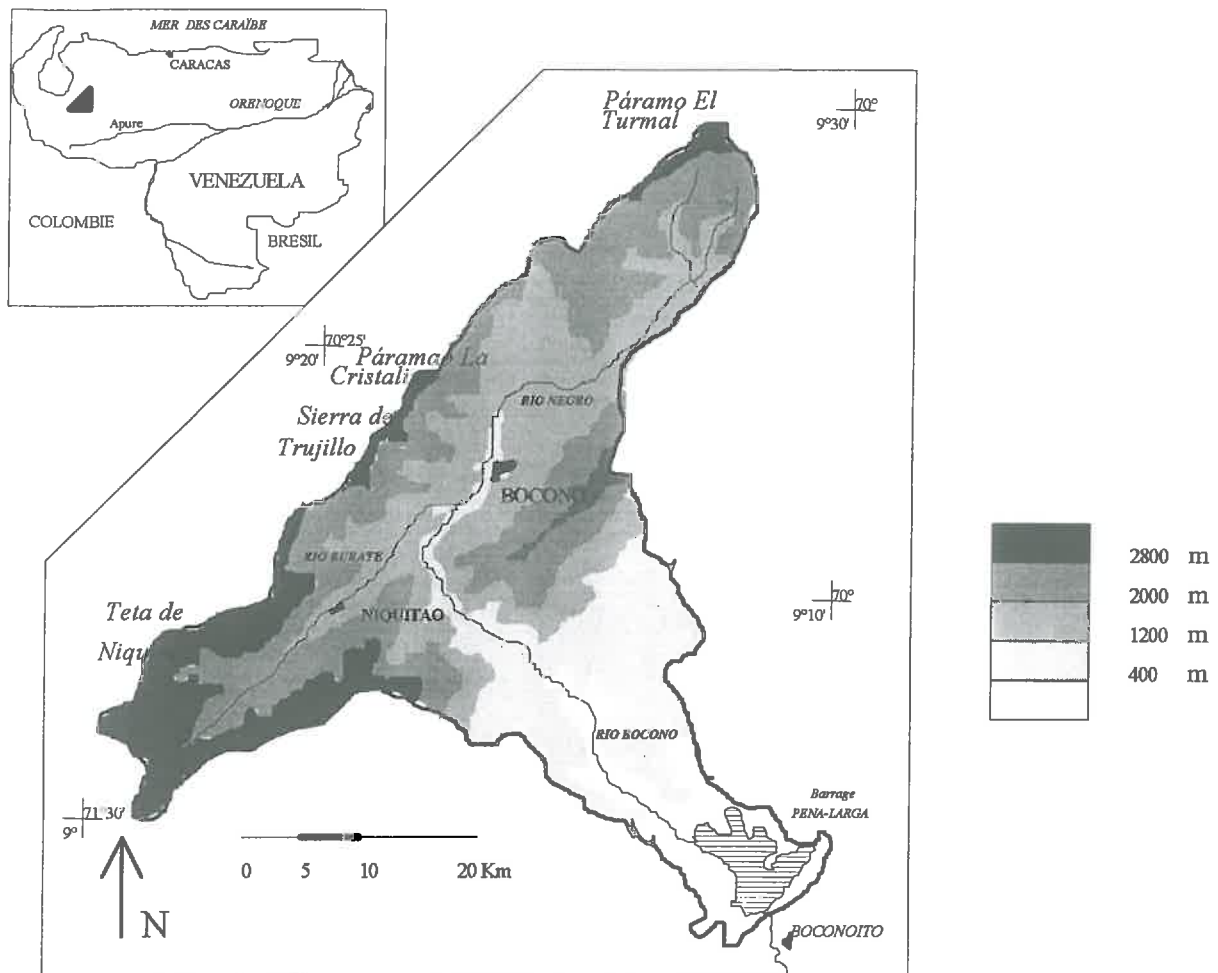 MER DES CARAÏBE
CARACAS
ORENOQUE
Apure
VENEZUELA
COLOMBIE
BRESIL
Páramo El
Turmal
70°
9°30'
70°25'
9°20'
Páramo La
Cristali
Sierra de
Trujillo
RIO NEGRO
BOCONO
RIO BURATE
2800 m
2000 m
1200 m
400 m
Teta de
Niqu
NIQUITAO
70°
9°10'
RIO BOCONO
Barrage
PENA-LARGA
71°30'
9°
0 5 10 20 Km
N
BOCONOITO